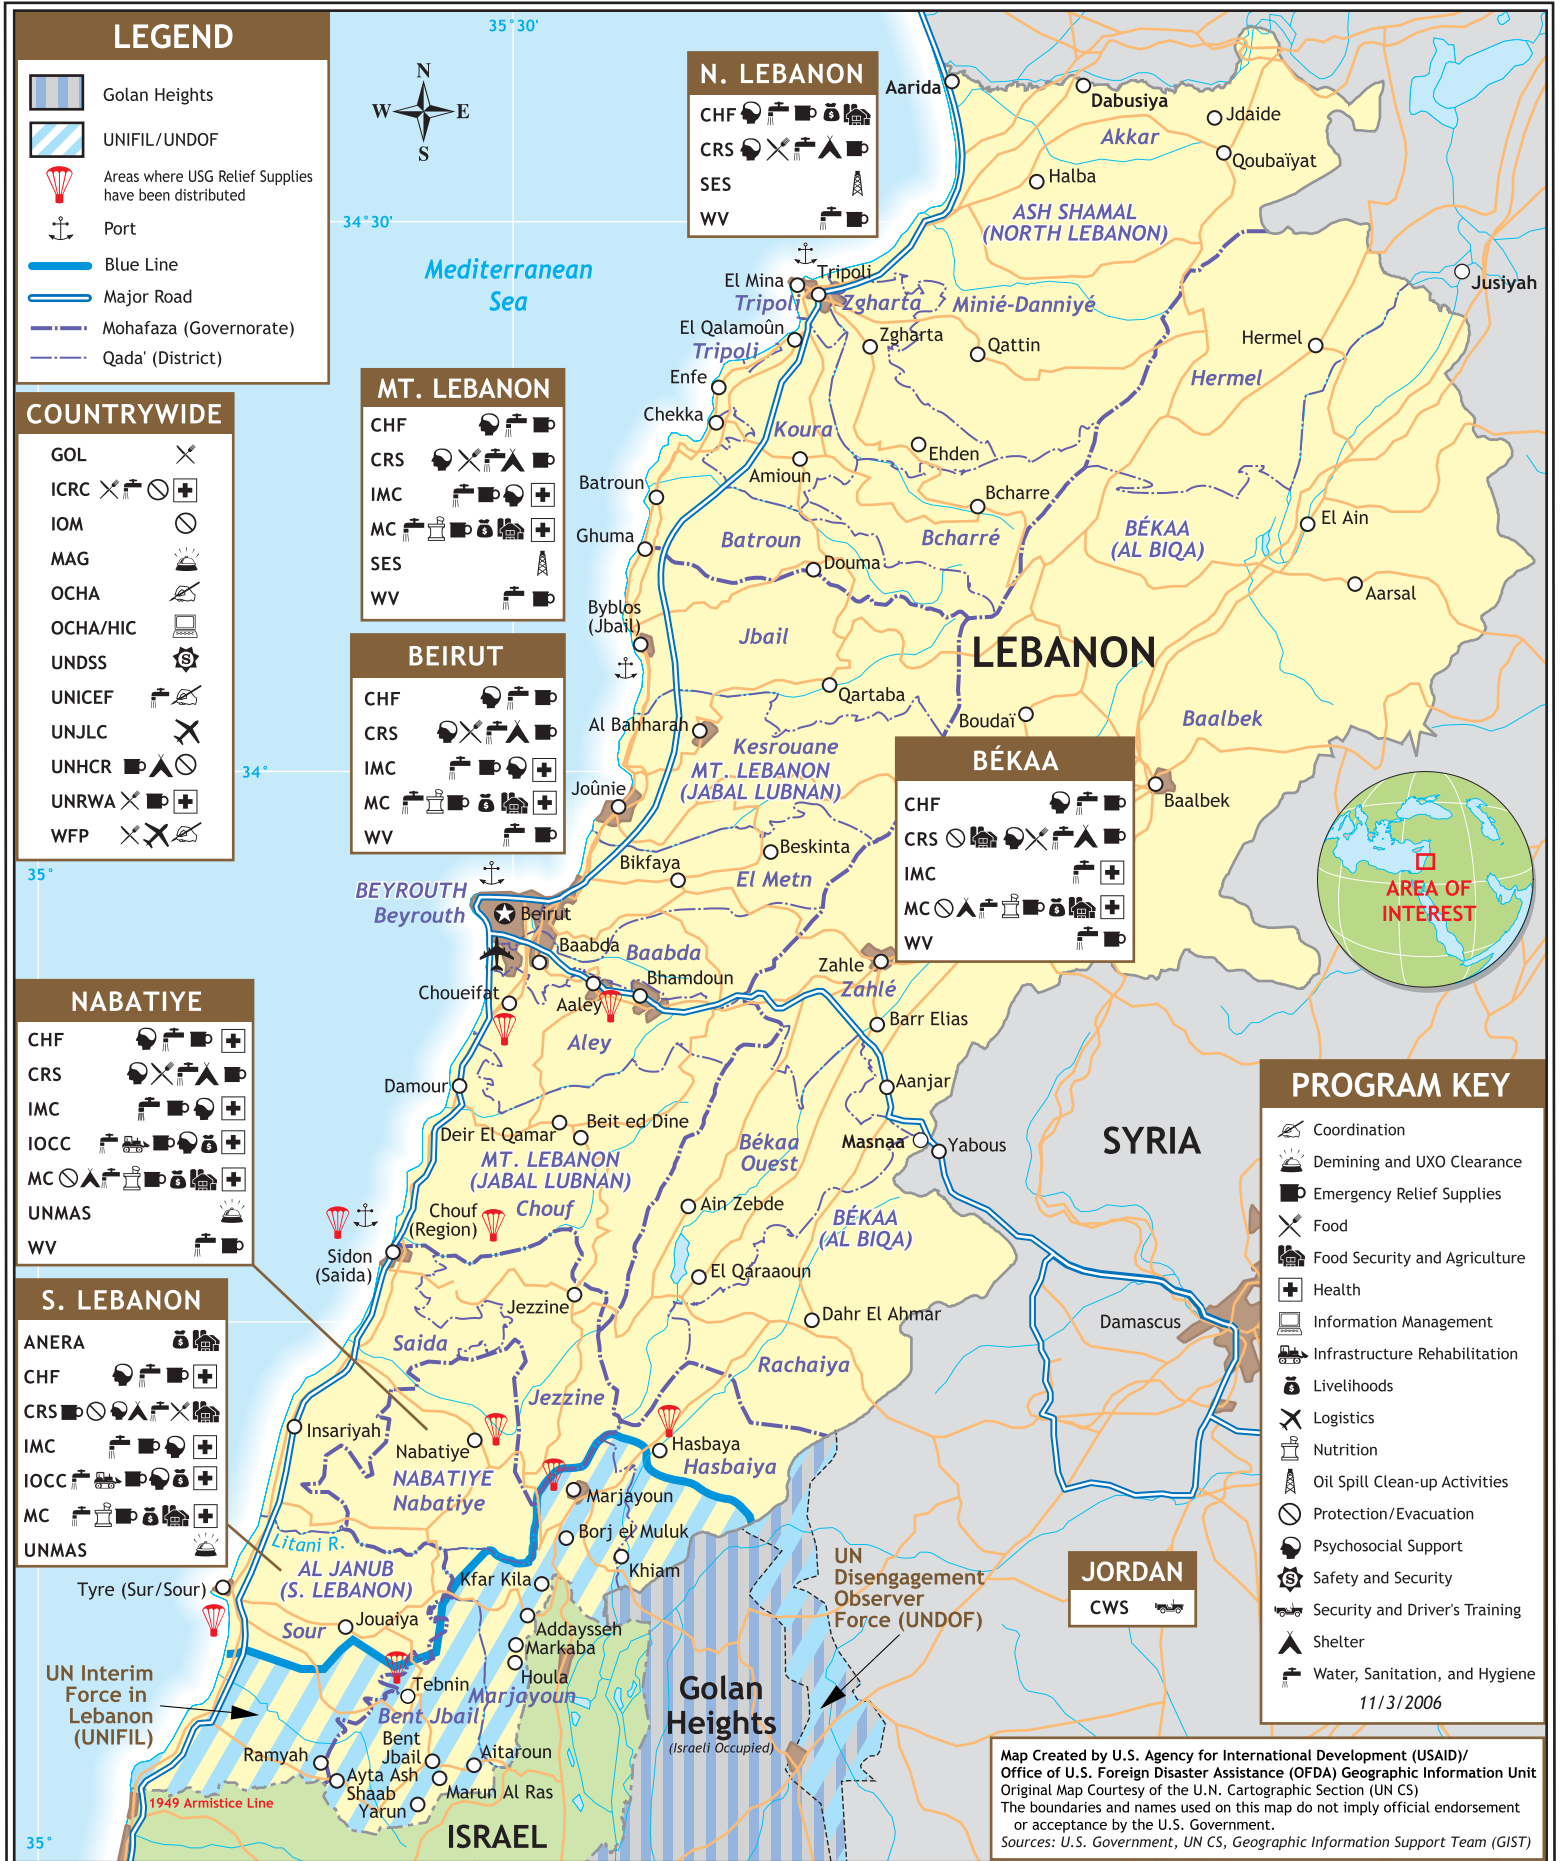 LEGEND
Golan Heights
UNIFIL/UNDOF
Areas where USG Relief Supplies
have been distributed
Port
Blue Line
Major Road
Mohafaza (Governorate)
Qada' (District)
COUNTRYWIDE
GOL
ICRC
IOM
MAG
OCHA
OCHA/HIC
UNDSS
UNICEF
UNJLC
UNHCR
UNRWA
WFP
N
W E
S
35°30'
34°30'
34°
35°
35°
Mediterranean
Sea
N. LEBANON
CHF
CRS
SES
WV
MT. LEBANON
CHF
CRS
IMC
MC
SES
WV
BEIRUT
CHF
CRS
IMC
MC
WV
BÉKAA
CHF
CRS
IMC
MC
WV
NABATIYE
CHF
CRS
IMC
IOCC
MC
UNMAS
WV
S. LEBANON
ANERA
CHF
CRS
IMC
IOCC
MC
UNMAS
JORDAN
CWS
Aarida
Dabusiya
Jdaide
Akkar
Qoubaïyat
Halba
ASH SHAMAL
(NORTH LEBANON)
Jusiyah
El Mina
Tripoli
Tripoli
Zgharta
Minié-Danniyé
El Qalamoûn
Tripoli
Zgharta
Qattin
Hermel
Hermel
Enfe
Chekka
Koura
Ehden
Amioun
Batroun
Bcharre
El Ain
Ghuma
Batroun
Bcharré
BÉKAA
(AL BIQA)
Douma
Aarsal
Byblos
(Jbail)
Jbail
LEBANON
Qartaba
Boudaï
Al Bahharah
Baalbek
Kesrouane
MT. LEBANON
(JABAL LUBNAN)
Joûnie
Baalbek
Beskinta
Bikfaya
El Metn
BEYROUTH
Beyrouth
Beirut
Baabda
Baabda
Bhamdoun
Zahle
Zahlé
Choueifat
Aaley
Barr Elias
Aley
Damour
Aanjar
Beit ed Dine
Deir El Qamar
Békaa
Ouest
Masnaa
Yabous
SYRIA
MT. LEBANON
(JABAL LUBNAN)
Chouf
(Region)
Chouf
Ain Zebde
BÉKAA
(AL BIQA)
Sidon
(Saida)
El Qaraaoun
Jezzine
Dahr El Ahmar
Damascus
Saida
Rachaiya
Jezzine
Insariyah
Nabatiye
Hasbaya
Hasbaiya
NABATIYE
Nabatiye
Marjayoun
Litani R.
Borj el Muluk
AL JANUB
(S. LEBANON)
Khiam
Kfar Kila
Tyre (Sur/Sour)
Jouaiya
Sour
Addaysseh
Markaba
Houla
Tebnin
Marjayoun
Bent Jbail
UN Interim
Force in
Lebanon
(UNIFIL)
UN
Disengagement
Observer
Force (UNDOF)
Golan
Heights
(Israeli Occupied)
Bent
Jbail
Ramyah
Aitaroun
Ayta Ash
Shaab
Marun Al Ras
Yarun
1949 Armistice Line
ISRAEL
AREA OF
INTEREST
PROGRAM KEY
Coordination
Demining and UXO Clearance
Emergency Relief Supplies
Food
Food Security and Agriculture
Health
Information Management
Infrastructure Rehabilitation
Livelihoods
Logistics
Nutrition
Oil Spill Clean-up Activities
Protection/Evacuation
Psychosocial Support
Safety and Security
Security and Driver's Training
Shelter
Water, Sanitation, and Hygiene
11/3/2006
Map Created by U.S. Agency for International Development (USAID)/
Office of U.S. Foreign Disaster Assistance (OFDA) Geographic Information Unit
Original Map Courtesy of the U.N. Cartographic Section (UN CS)
The boundaries and names used on this map do not imply official endorsement
or acceptance by the U.S. Government.
Sources: U.S. Government, UN CS, Geographic Information Support Team (GIST)